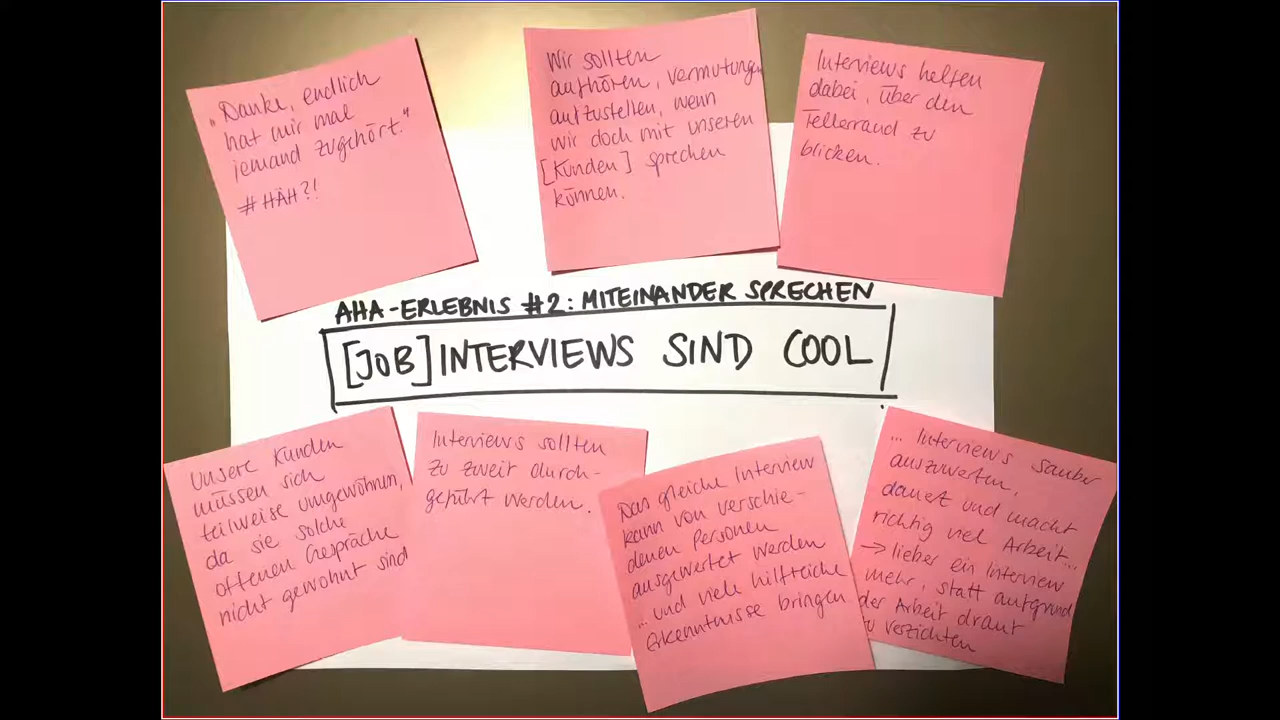 „Danke, endlich
hat mir mal
jemand zugehört."
#HÄH?!
Wir sollten
aufhören, Vermutungen
aufzustellen, wenn
wir doch mit unseren
[Kunden] sprechen
können.
Interviews helfen
dabei, über den
Tellerrand zu
blicken.
AHA-ERLEBNIS #2: MITEINANDER SPRECHEN
[JOB]INTERVIEWS SIND COOL
Unsere Kunden
müssen sich
teilweise umgewöhnen,
da sie solche
offenen Gespräche
nicht gewohnt sind
Interviews sollten
zu zweit durch-
geführt werden.
Das gleiche Interview
kann von verschie-
denen Personen
ausgewertet werden
...und viele hilfreiche
Erkenntnisse bringen
... Interviews sauber
auszuwerten,
dauert und macht
richtig viel Arbeit...
→ lieber ein Interview
mehr, statt aufgrund
der Arbeit drauf
zu verzichten